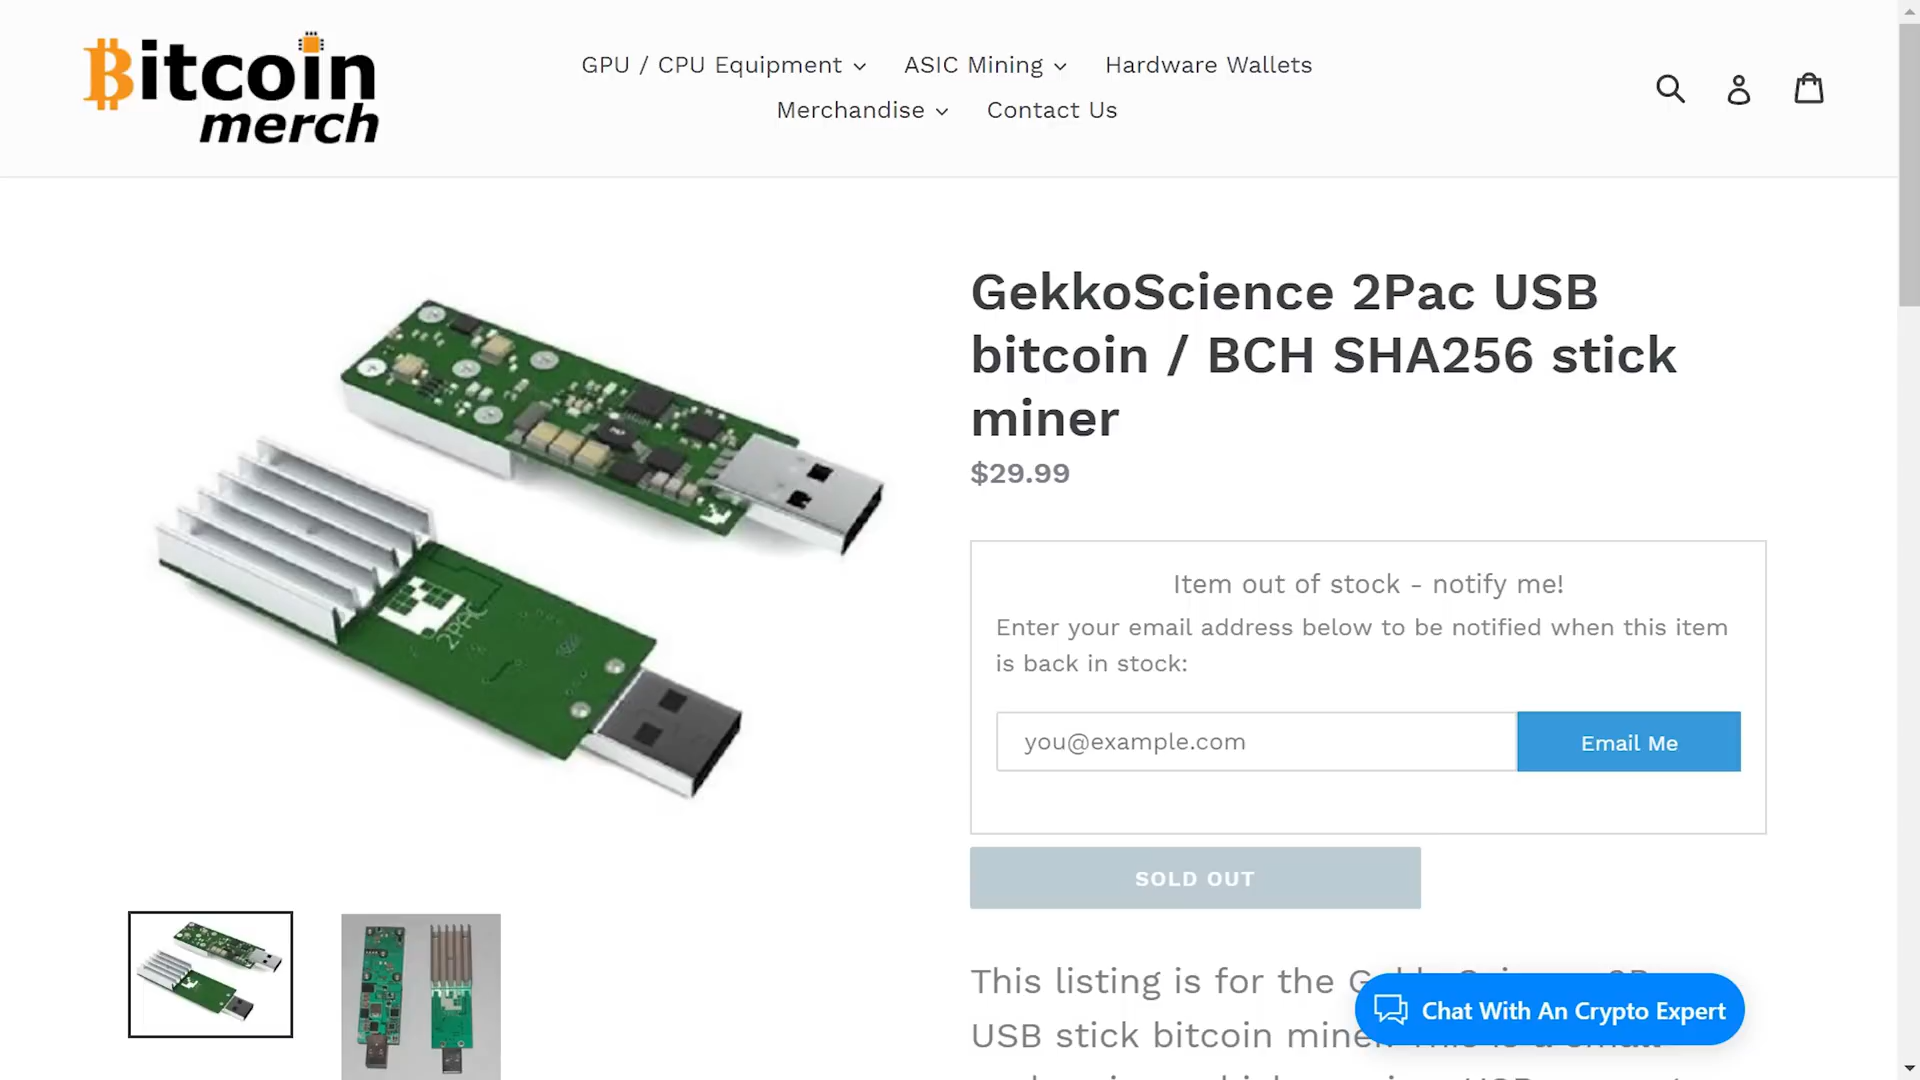 Bitcoin
merch
GPU / CPU Equipment
ASIC Mining
Hardware Wallets
Merchandise
Contact Us
GekkoScience 2Pac USB
bitcoin / BCH SHA256 stick
miner
$29.99
Item out of stock - notify me!
Enter your email address below to be notified when this item
is back in stock:
you@example.com
Email Me
SOLD OUT
2PAC
This listing is for the
USB stick bitcoin miner.
Chat With An Crypto Expert